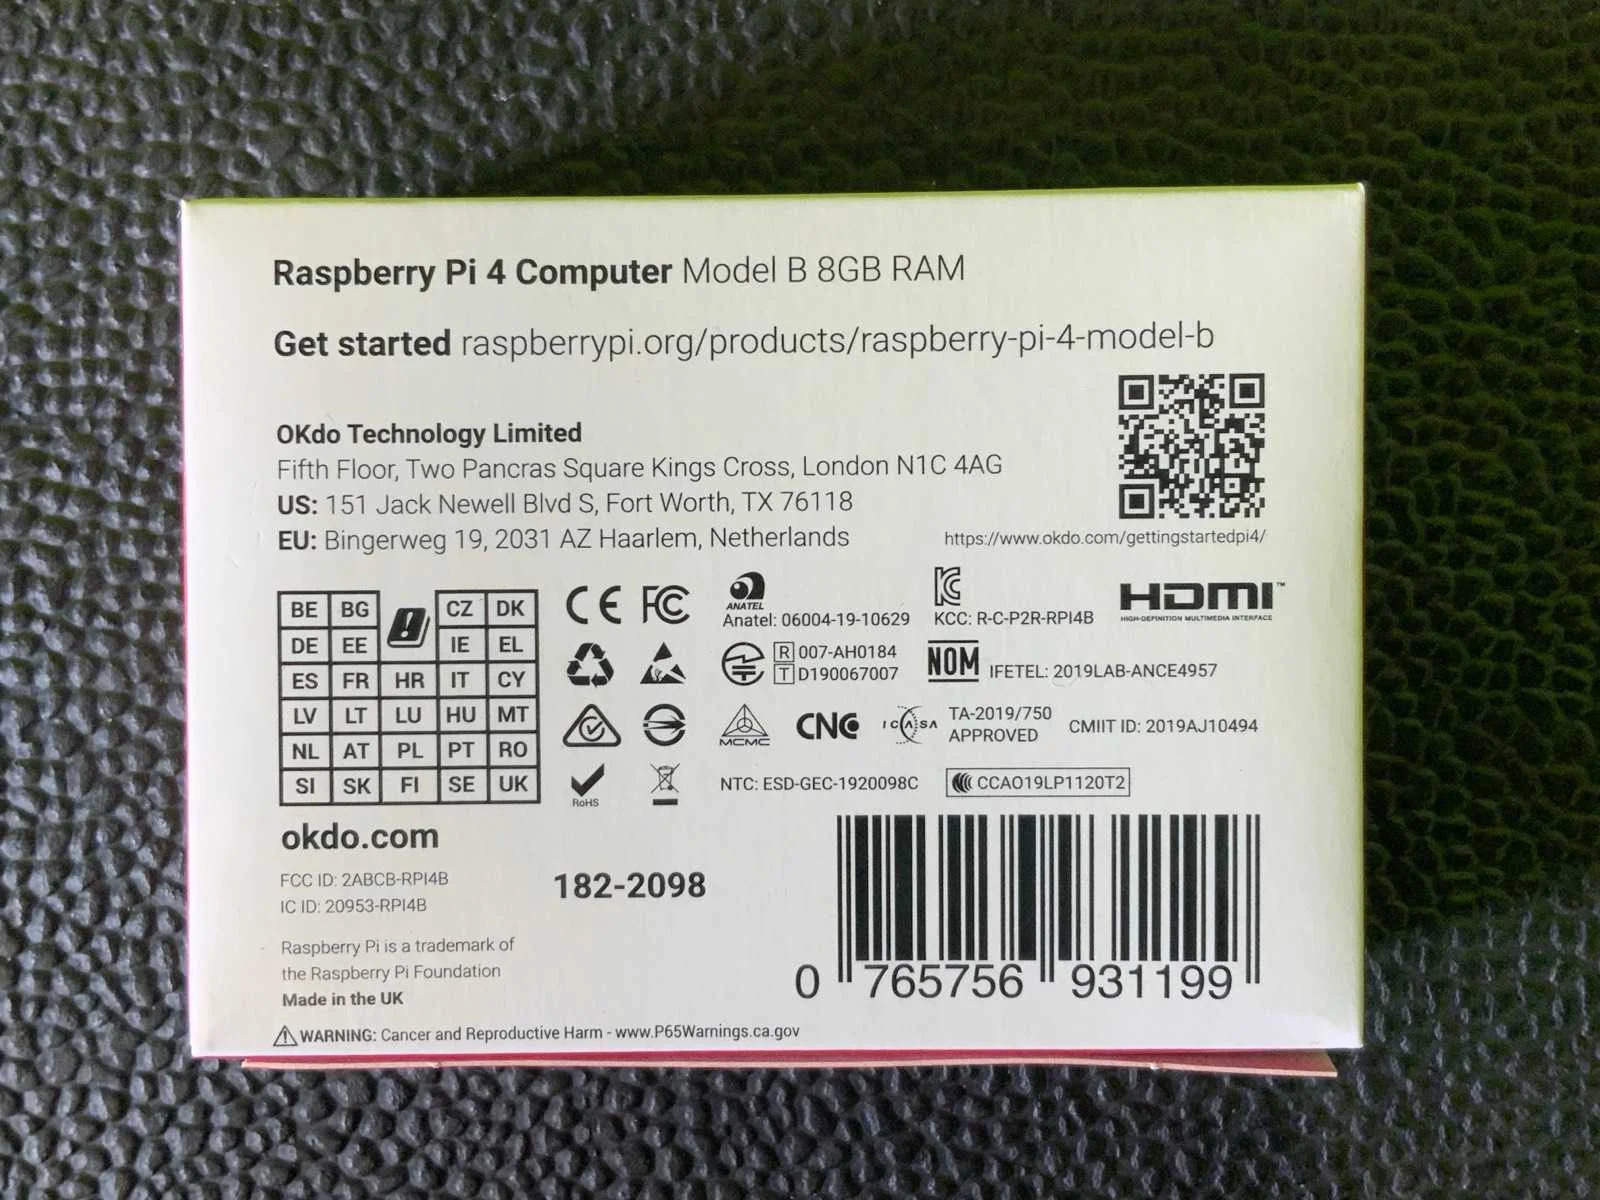 Raspberry Pi 4 Computer Model B 8GB RAM
Get started raspberrypi.org/products/raspberry-pi-4-model-b
OKdo Technology Limited
Fifth Floor, Two Pancras Square Kings Cross, London N1C 4AG
US: 151 Jack Newell Blvd S, Fort Worth, TX 76118
EU: Bingerweg 19, 2031 AZ Haarlem, Netherlands
https://www.okdo.com/gettingstartedpi4/
BE BG CZ DK
DE EE IE EL
ES FR HR IT CY
LV LT LU HU MT
NL AT PL PT RO
SI SK FI SE UK
CE FC
ANATEL
Anatel: 06004-19-10629
KCC: R-C-P2R-RPI4B
HDMI™
HIGH-DEFINITION MULTIMEDIA INTERFACE
R 007-AH0184
T D190067007
NOM IFETEL: 2019LAB-ANCE4957
MCMC
CNC
ICASA
TA-2019/750
APPROVED
CMIIT ID: 2019AJ10494
RoHS
NTC: ESD-GEC-1920098C
CCAO19LP1120T2
okdo.com
FCC ID: 2ABCB-RPI4B
IC ID: 20953-RPI4B
182-2098
Raspberry Pi is a trademark of
the Raspberry Pi Foundation
Made in the UK
0 765756 931199
WARNING: Cancer and Reproductive Harm - www.P65Warnings.ca.gov